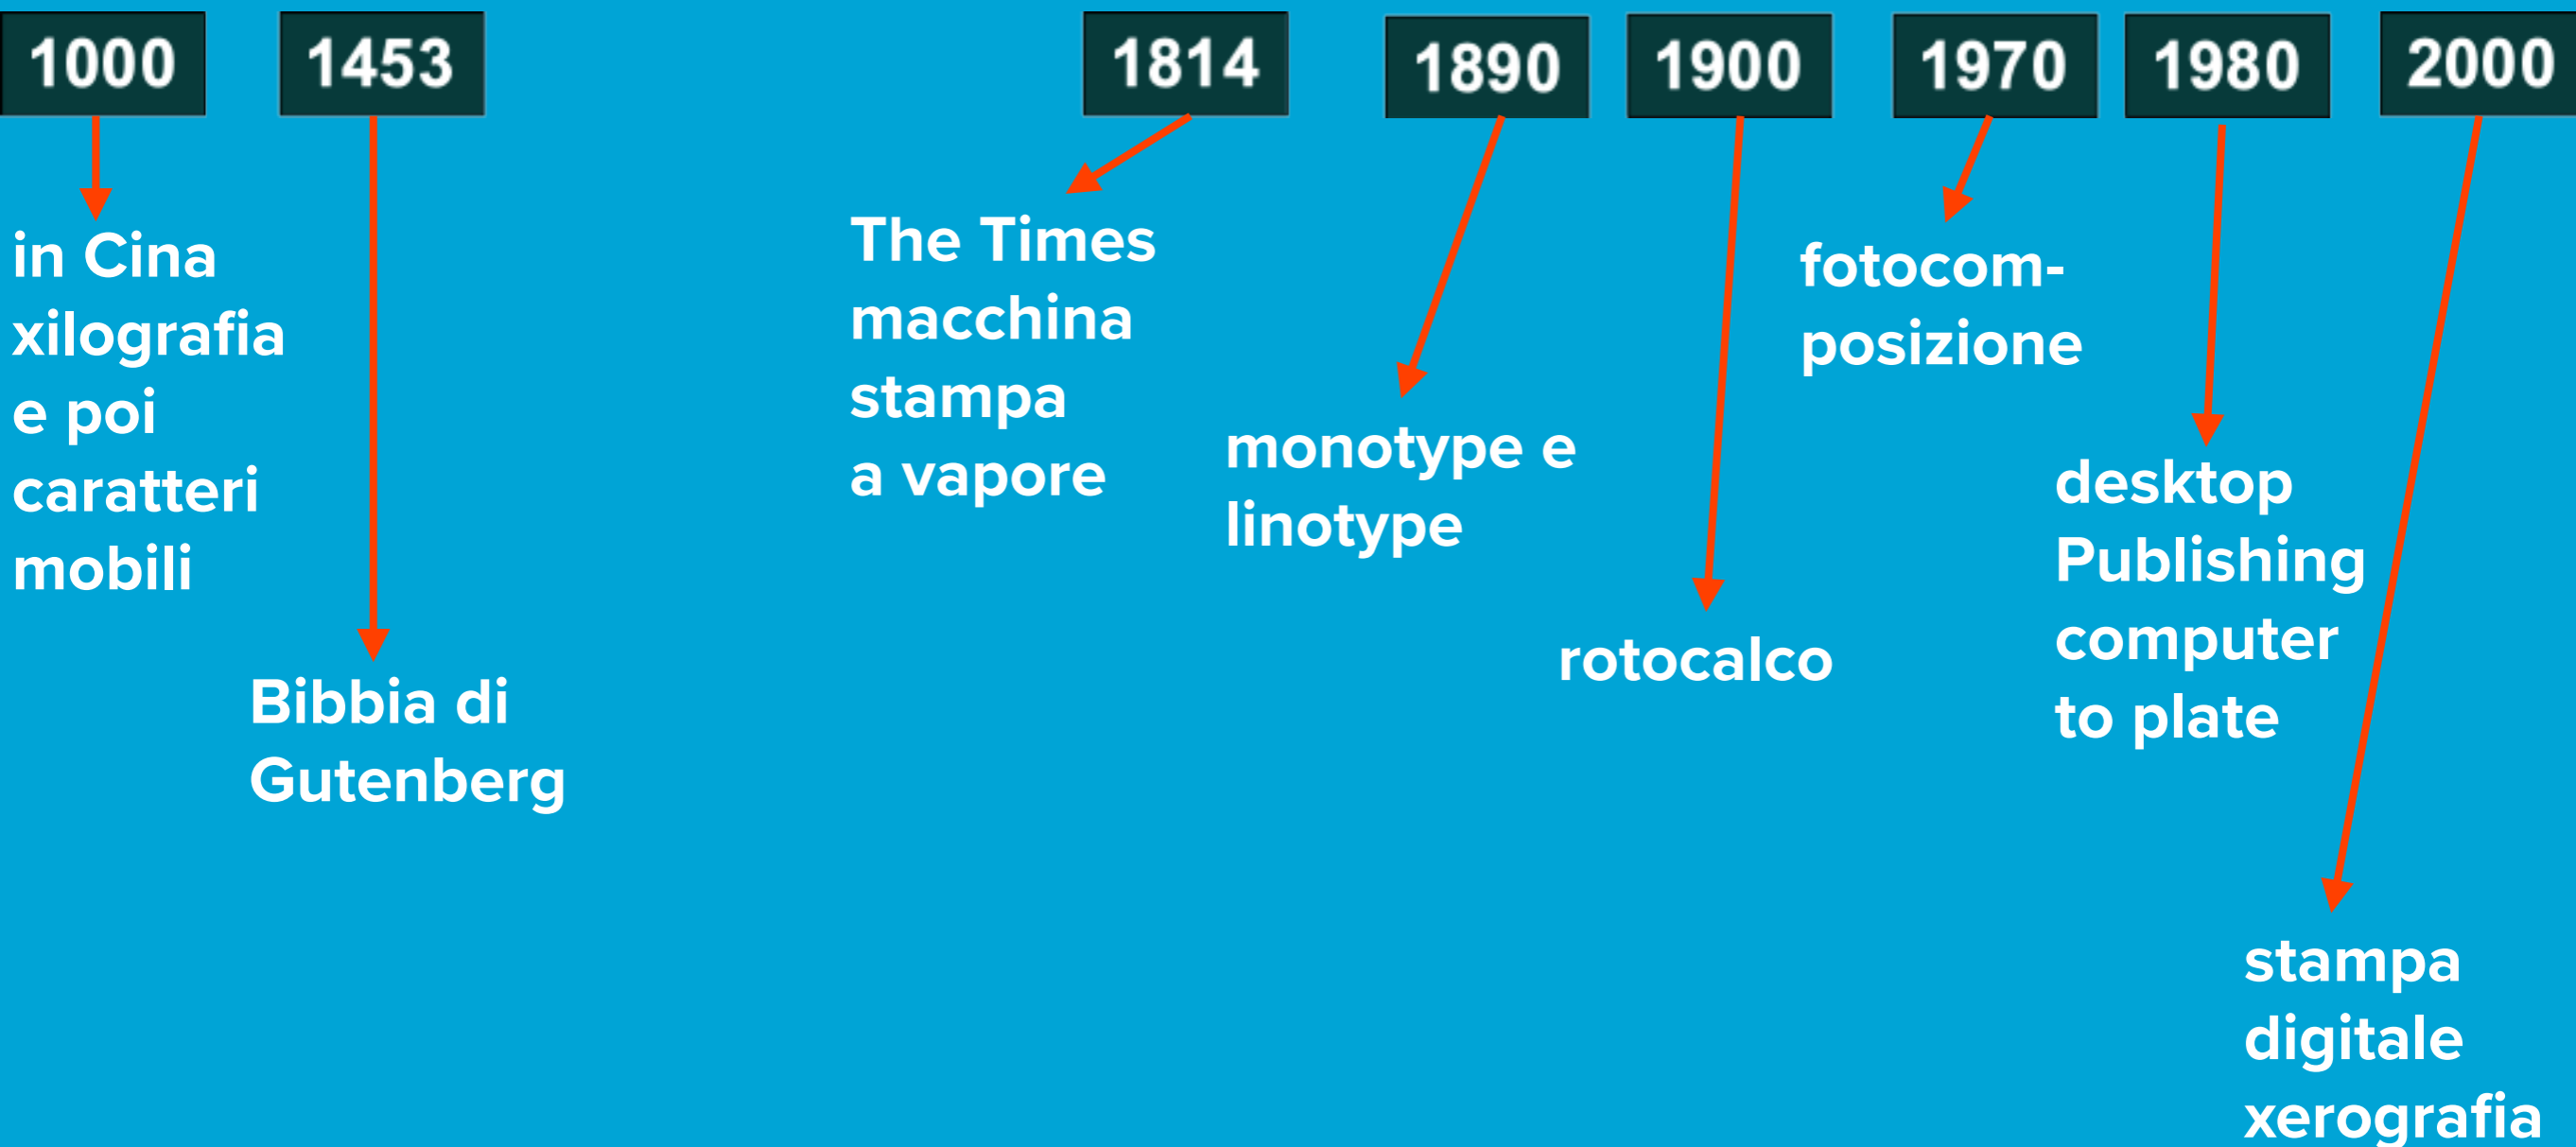 1000
1453
1814
1890
1900
1970
1980
2000
in Cina
xilografia
e poi
caratteri
mobili
Bibbia di
Gutenberg
The Times
macchina
stampa
a vapore
monotype e
linotype
rotocalco
fotocom-
posizione
desktop
Publishing
computer
to plate
stampa
digitale
xerografia